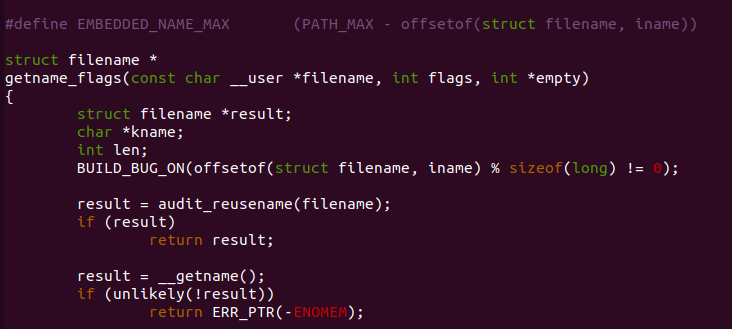 #define EMBEDDED_NAME_MAX       (PATH_MAX - offsetof(struct filename, iname))
struct filename *
getname_flags(const char __user *filename, int flags, int *empty)
{
        struct filename *result;
        char *kname;
        int len;
        BUILD_BUG_ON(offsetof(struct filename, iname) % sizeof(long) != 0);
        result = audit_reusename(filename);
        if (result)
                return result;
        result = __getname();
        if (unlikely(!result))
                return ERR_PTR(-ENOMEM);